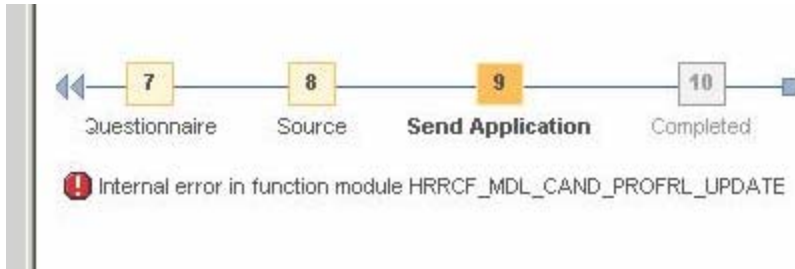 7 8 9 10
Questionnaire Source Send Application Completed
Internal error in function module HRRCF_MDL_CAND_PROFRL_UPDATE